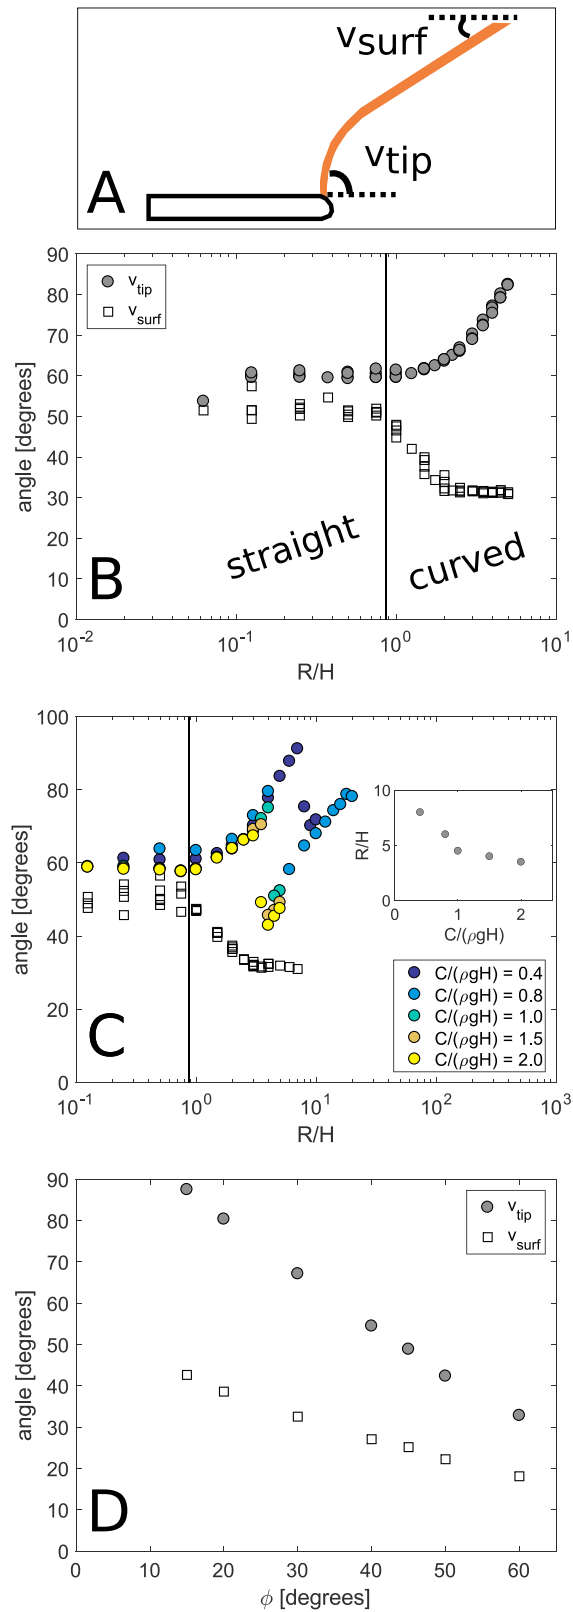 v_surf
v_tip
A
90
80
70
60
50
40
30
20
10
0
angle [degrees]
v_tip
v_surf
straight
curved
B
10^-2 10^-1 10^0 10^1
R/H
100
80
60
40
20
0
angle [degrees]
10
5
0
R/H
0 1 2
C/(ρgH)
C/(ρgH) = 0.4
C/(ρgH) = 0.8
C/(ρgH) = 1.0
C/(ρgH) = 1.5
C/(ρgH) = 2.0
C
10^-1 10^0 10^1 10^2 10^3
R/H
90
80
70
60
50
40
30
20
10
0
angle [degrees]
v_tip
v_surf
D
0 10 20 30 40 50 60
ϕ [degrees]